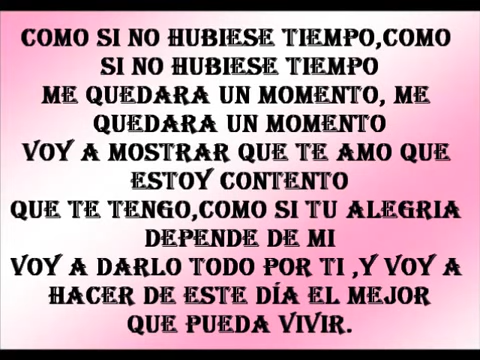 COMO SI NO HUBIESE TIEMPO,COMO
SI NO HUBIESE TIEMPO
ME QUEDARA UN MOMENTO, ME
QUEDARA UN MOMENTO
VOY A MOSTRAR QUE TE AMO QUE
ESTOY CONTENTO
QUE TE TENGO,COMO SI TU ALEGRIA
DEPENDE DE MI
VOY A DARLO TODO POR TI ,Y VOY A
HACER DE ESTE DÍA EL MEJOR
QUE PUEDA VIVIR.